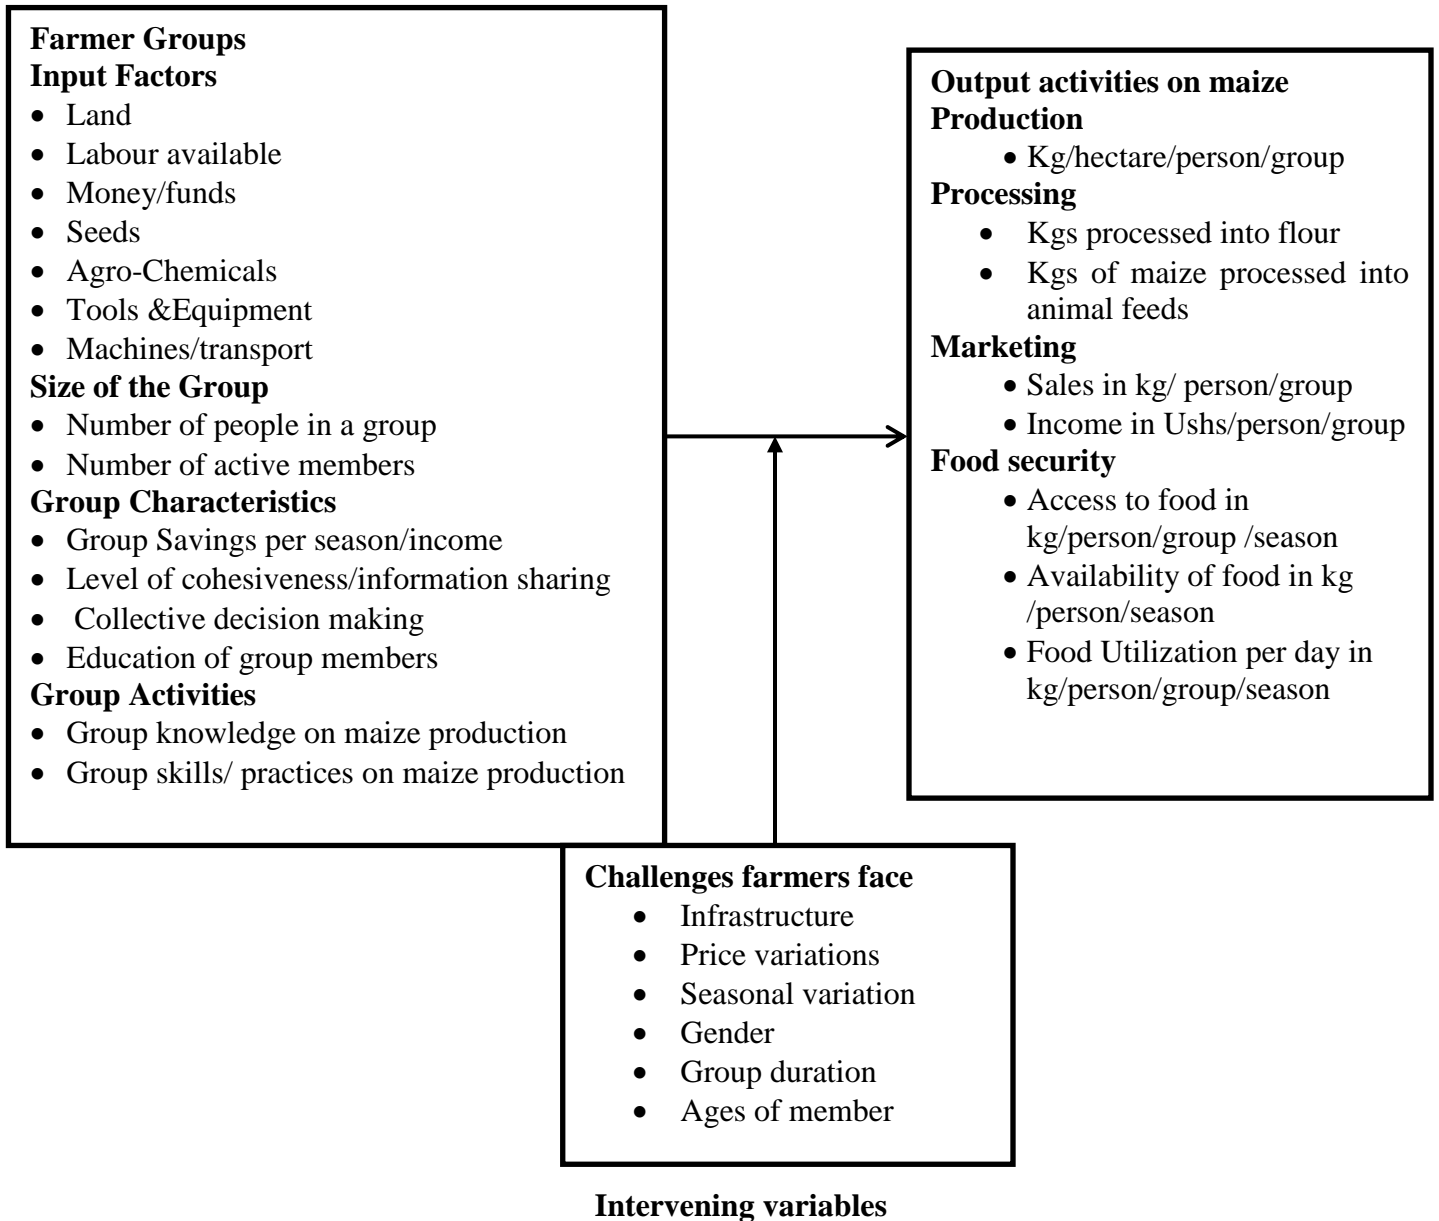 Farmer Groups
Input Factors
• Land
• Labour available
• Money/funds
• Seeds
• Agro-Chemicals
• Tools &Equipment
• Machines/transport
Size of the Group
• Number of people in a group
• Number of active members
Group Characteristics
• Group Savings per season/income
• Level of cohesiveness/information sharing
• Collective decision making
• Education of group members
Group Activities
• Group knowledge on maize production
• Group skills/ practices on maize production
Output activities on maize
Production
• Kg/hectare/person/group
Processing
• Kgs processed into flour
• Kgs of maize processed into
animal feeds
Marketing
• Sales in kg/ person/group
• Income in Ushs/person/group
Food security
• Access to food in
kg/person/group /season
• Availability of food in kg
/person/season
• Food Utilization per day in
kg/person/group/season
Challenges farmers face
• Infrastructure
• Price variations
• Seasonal variation
• Gender
• Group duration
• Ages of member
Intervening variables